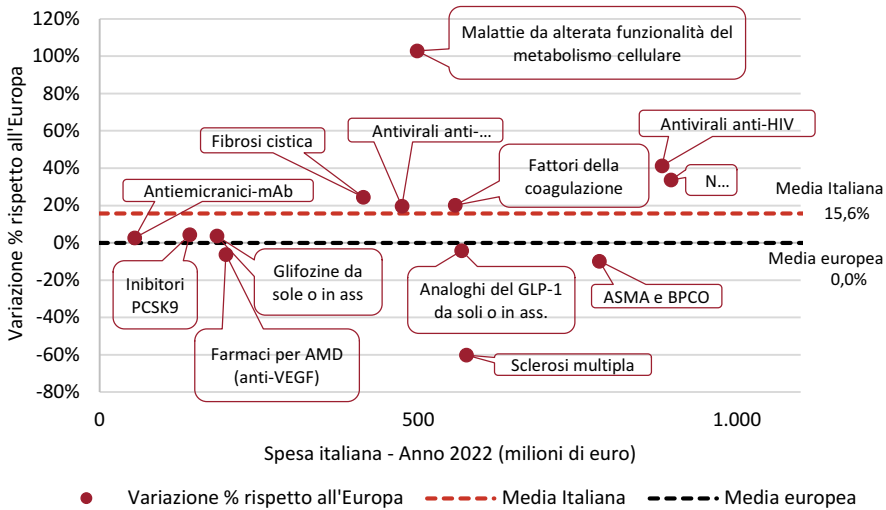 Variazione % rispetto all'Europa
120%
100%
80%
60%
40%
20%
0%
-20%
-40%
-60%
-80%
Malattie da alterata funzionalità del
metabolismo cellulare
Fibrosi cistica
Antivirali anti-...
Antivirali anti-HIV
Fattori della
coagulazione
N...
Antiemicranici-mAb
Media Italiana
15,6%
Media europea
0,0%
Inibitori
PCSK9
Glifozine da
sole o in ass
Analoghi del GLP-1
da soli o in ass.
ASMA e BPCO
Farmaci per AMD
(anti-VEGF)
Sclerosi multipla
0
500
1.000
Spesa italiana - Anno 2022 (milioni di euro)
Variazione % rispetto all'Europa
Media Italiana
Media europea